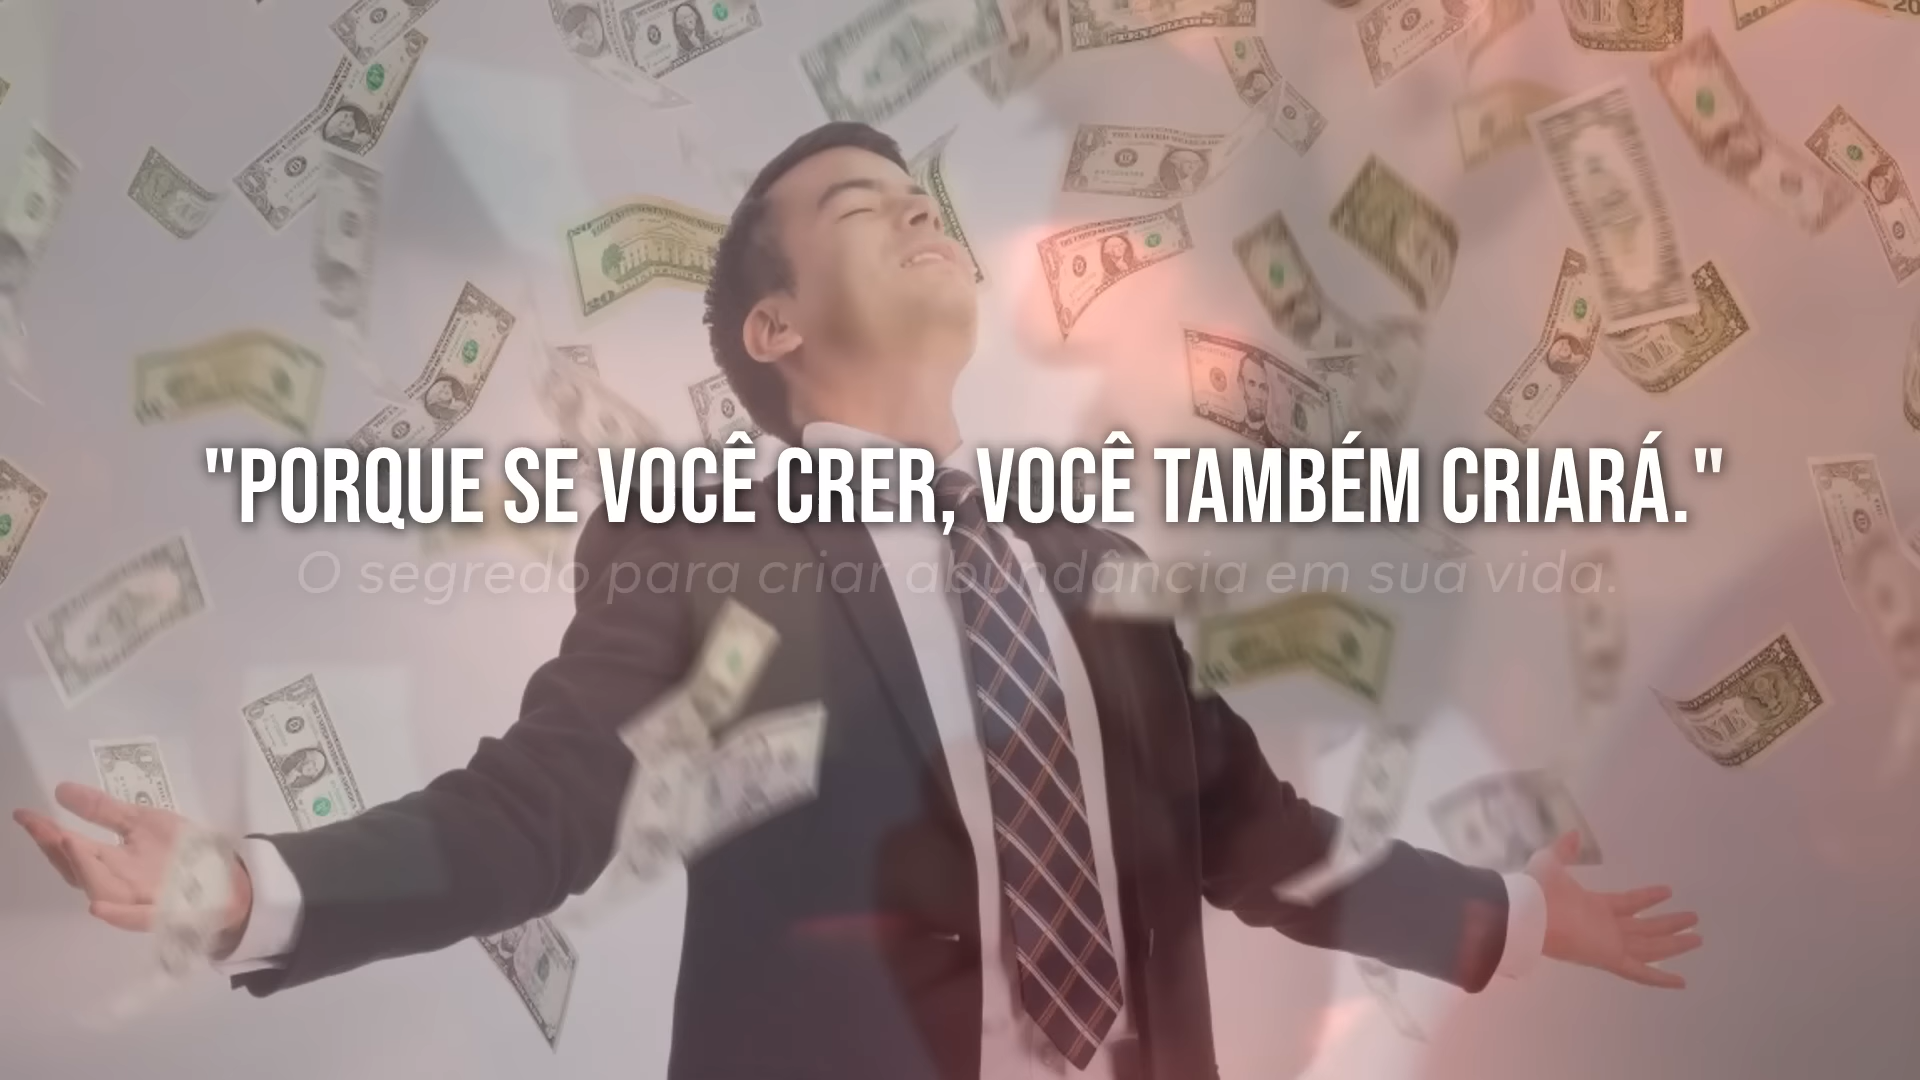 "PORQUE SE VOCÊ CRER, VOCÊ TAMBÉM CRIARÁ."
O segredo para criar abundância em sua vida.